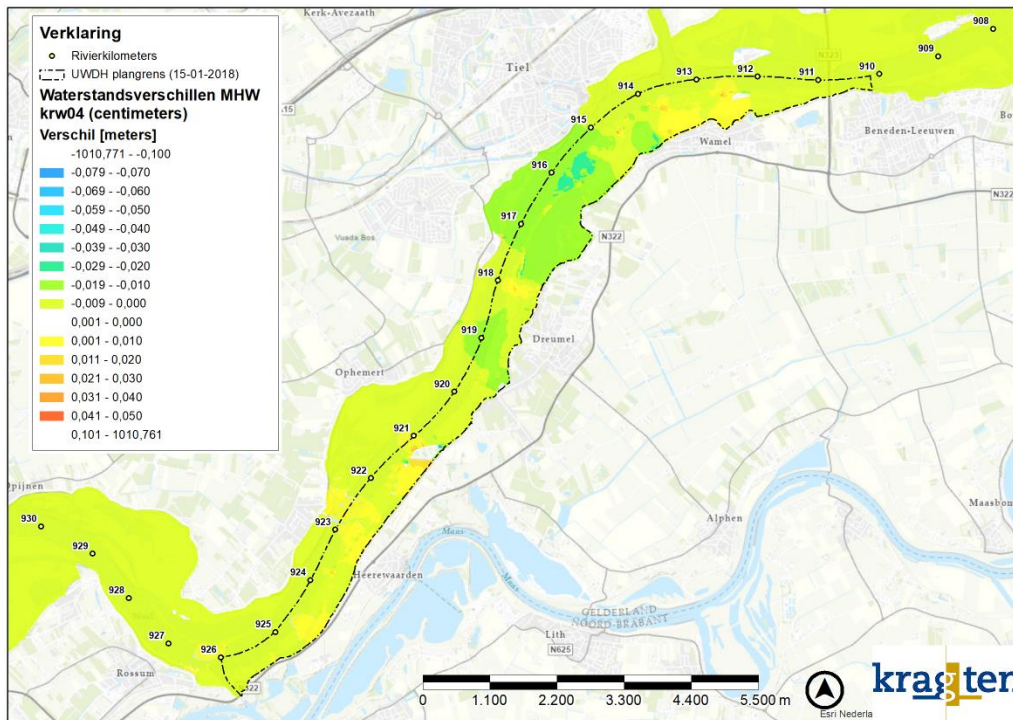 Verklaring
Rivierkilometers
UWDH plangrens (15-01-2018)
Waterstandsverschillen MHW
krw04 (centimeters)
Verschil [meters]
-1010,771 - -0,100
-0,079 - -0,070
-0,069 - -0,060
-0,059 - -0,050
-0,049 - -0,040
-0,039 - -0,030
-0,029 - -0,020
-0,019 - -0,010
-0,009 - 0,000
0,001 - 0,000
0,001 - 0,010
0,011 - 0,020
0,021 - 0,030
0,031 - 0,040
0,041 - 0,050
0,101 - 1010,761
Kerk-Avezaath
908
909
N323
Tiel
912
910
913
911
914
915
Beneden-Leeuwen
Wamel
916
N322
917
N322
918
919
Dreumel
Ophemert
920
921
922
Opijnen
930
923
Alphen
929
Maas
924
Heerewaarden
Maas
928
GELDERLAND
NOORD-BRABANT
925
927
Lith
926
N625
Rossum
0 1.100 2.200 3.300 4.400 5.500 m
kragten
Esri Nederla